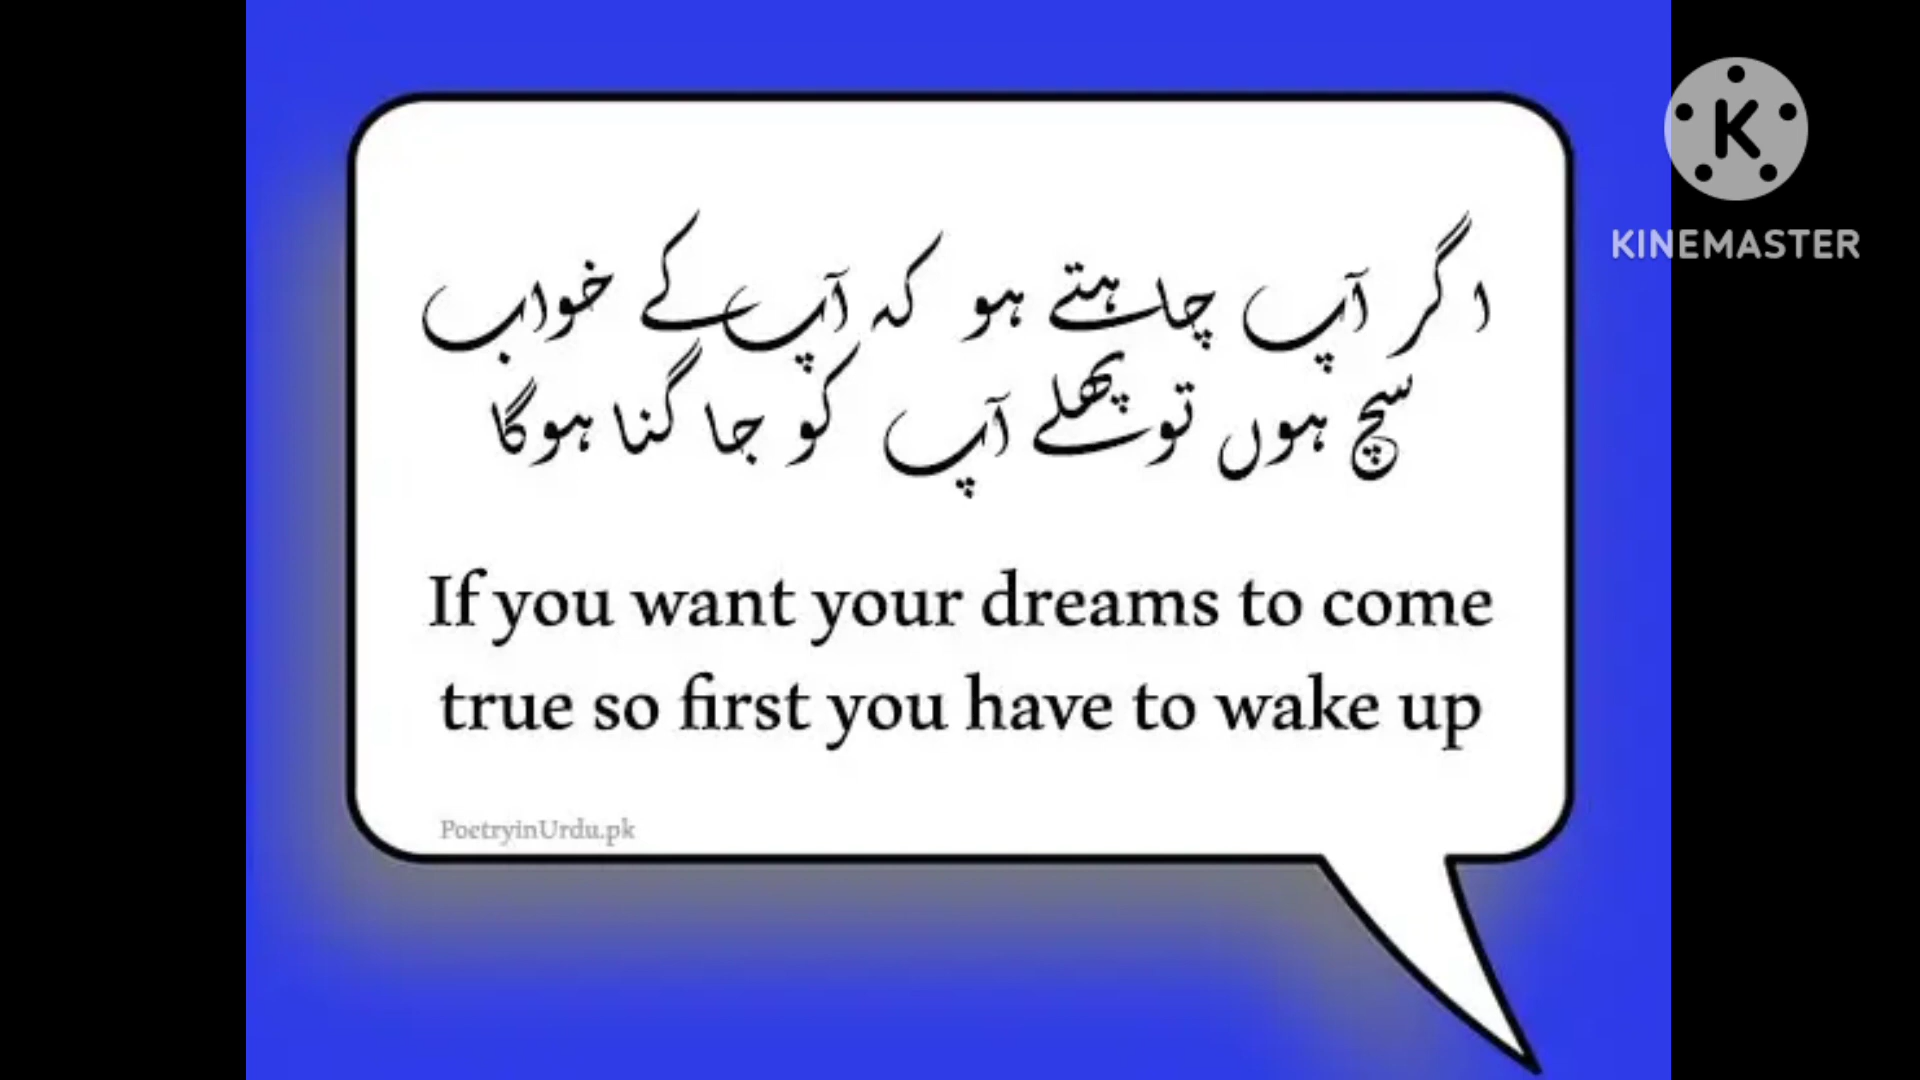 اگر آپ چاہتے ہو کہ آپ کے خواب
سچ ہوں تو پھلے آپ کو جاگنا ہوگا
If you want your dreams to come
true so first you have to wake up
PoetryinUrdu.pk
K
KINEMASTER